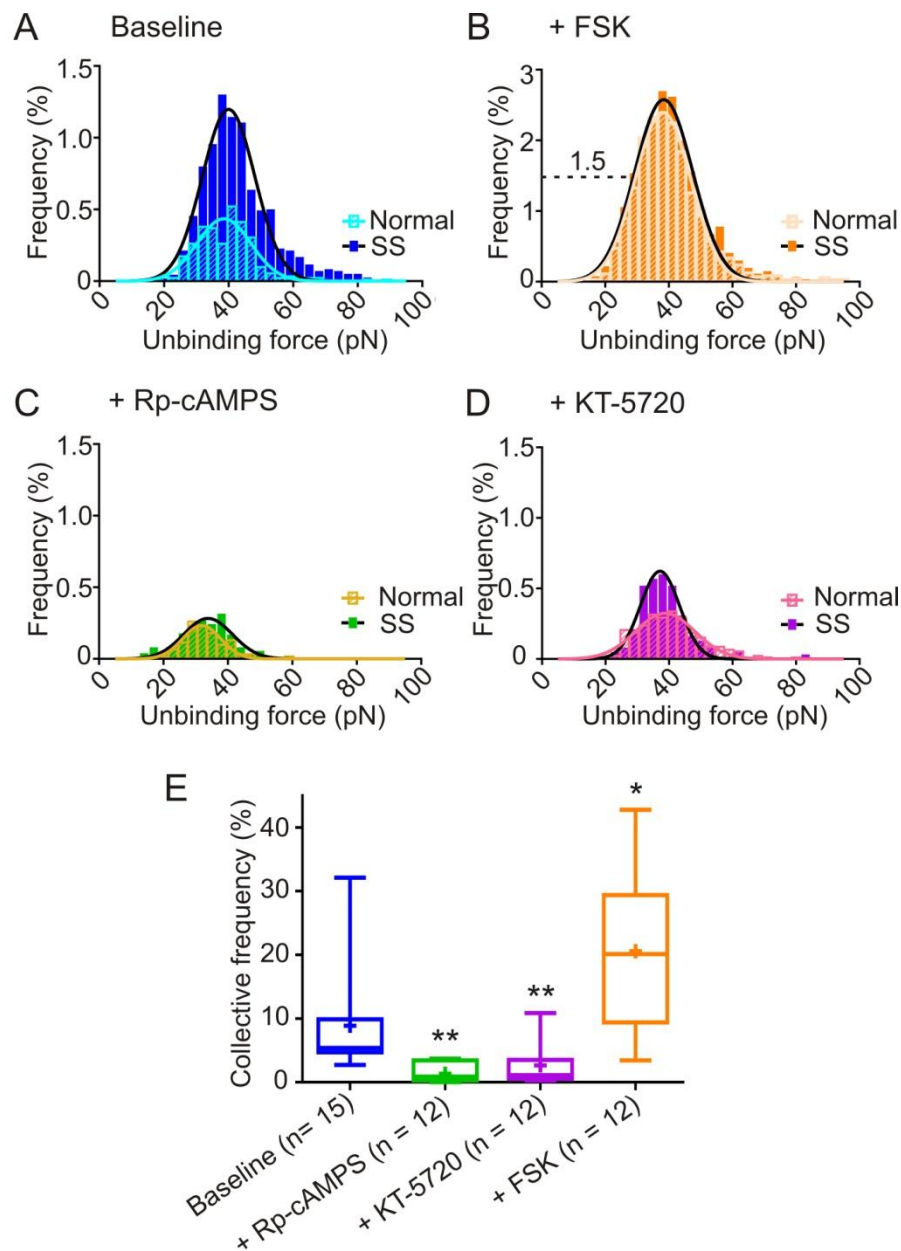 A Baseline
1.5
1.0
0.5
0
Frequency (%)
0 20 40 60 80 100
Unbinding force (pN)
Normal
SS
B + FSK
3
2
1
0
Frequency (%)
1.5
0 20 40 60 80 100
Unbinding force (pN)
Normal
SS
C + Rp-cAMPS
1.5
1.0
0.5
0
Frequency (%)
0 20 40 60 80 100
Unbinding force (pN)
Normal
SS
D + KT-5720
1.5
1.0
0.5
0
Frequency (%)
0 20 40 60 80 100
Unbinding force (pN)
Normal
SS
E
40
30
20
10
0
Collective frequency (%)
**
**
*
Baseline (n= 15)
+ Rp-cAMPS (n = 12)
+ KT-5720 (n = 12)
+ FSK (n = 12)